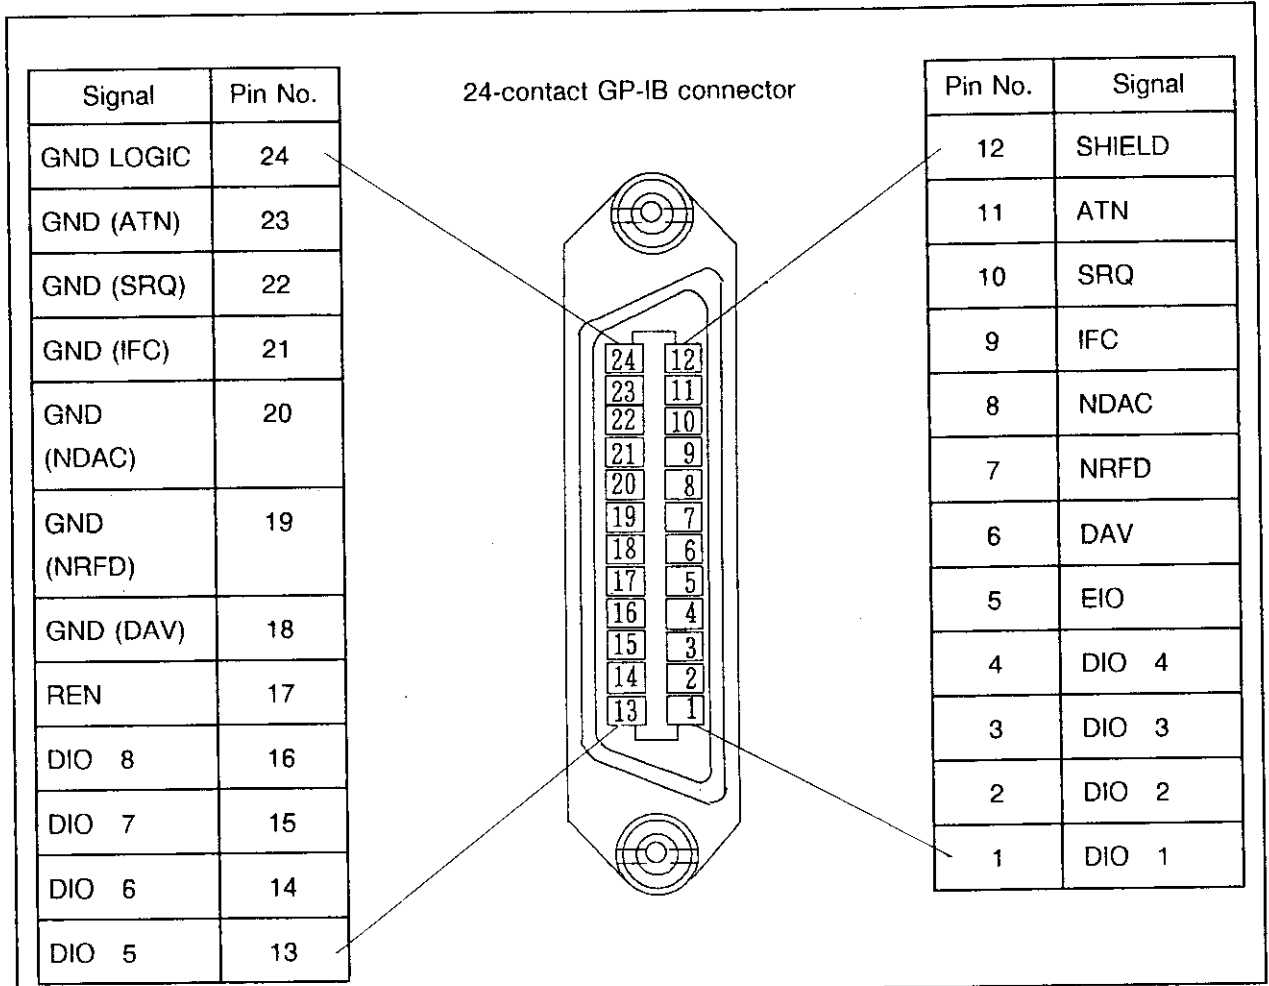 24-contact GP-IB connector
Signal Pin No.
GND LOGIC 24
GND (ATN) 23
GND (SRQ) 22
GND (IFC) 21
GND 20
(NDAC)
GND 19
(NRFD)
GND (DAV) 18
REN 17
DIO 8 16
DIO 7 15
DIO 6 14
DIO 5 13
24 12
23 11
22 10
21 9
20 8
19 7
18 6
17 5
16 4
15 3
14 2
13 1
Pin No. Signal
12 SHIELD
11 ATN
10 SRQ
9 IFC
8 NDAC
7 NRFD
6 DAV
5 EIO
4 DIO 4
3 DIO 3
2 DIO 2
1 DIO 1